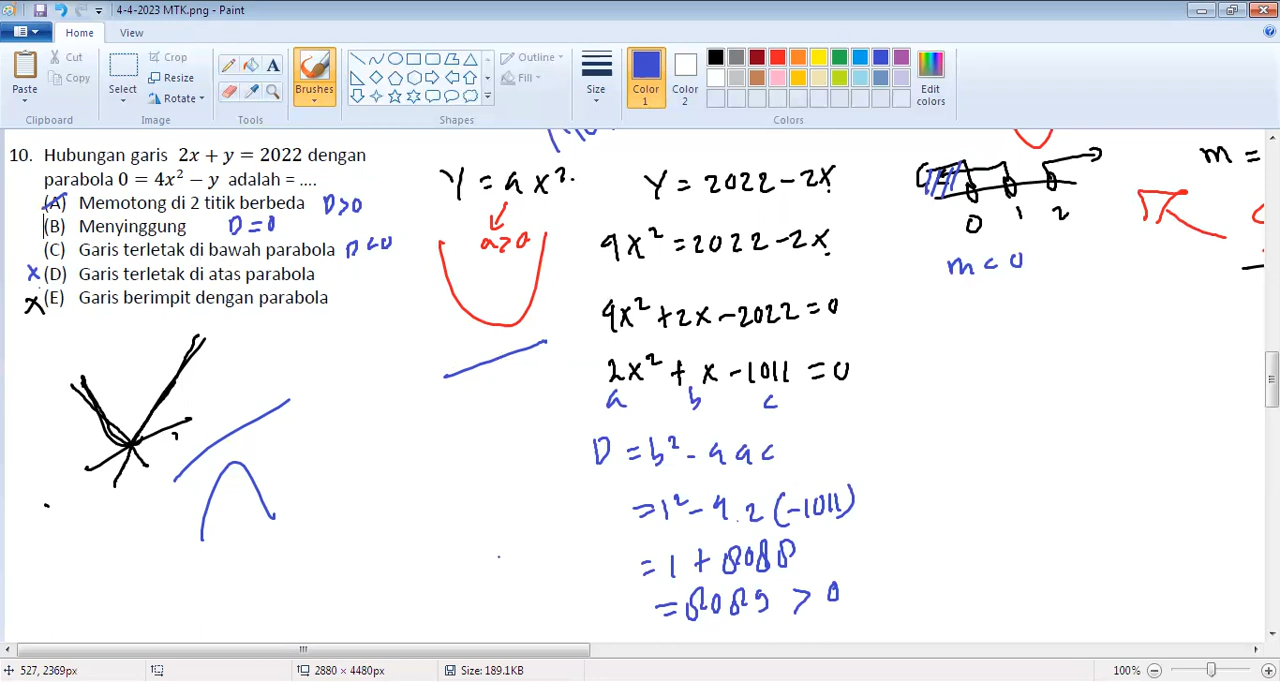 4-4-2023 MTK.png - Paint
Home
View
Paste
Cut
Copy
Clipboard
Select
Crop
Resize
Rotate
Image
A
Tools
Brushes
Outline
Fill
Shapes
Size
Color 1
Color 2
Edit colors
Colors
10. Hubungan garis 2x + y = 2022 dengan
parabola 0 = 4x² − y adalah = ....
(A) Memotong di 2 titik berbeda D>0
(B) Menyinggung D=0
(C) Garis terletak di bawah parabola D<0
x (D) Garis terletak di atas parabola
x (E) Garis berimpit dengan parabola
Y = a x².
a>0
Y = 2022 - 2x
4x² = 2022 - 2x
4x² + 2x - 2022 = 0
2x² + x - 1011 = 0
a b c
D = b² - 4ac
= 1² - 4.2(-1011)
= 1 + 8088
= 8089 > 0
0 1 2
m < 0
m =
527, 2369px
2880 × 4480px
Size: 189.1KB
100%